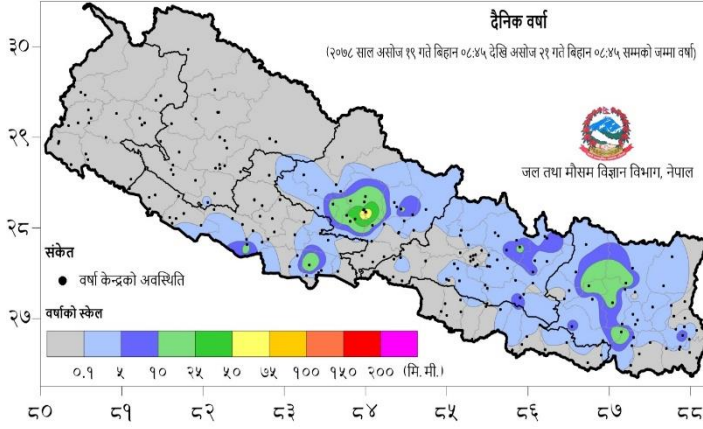 दैनिक वर्षा
(२०७८ साल असोज १९ गते बिहान ०८:४५ देखि असोज २१ गते बिहान ०८:४५ सम्मको जम्मा वर्षा)
जल तथा मौसम विज्ञान विभाग, नेपाल
३०
२९
२८
२७
संकेत
वर्षा केन्द्रको अवस्थिति
वर्षाको स्केल
०.१ ५ १० २५ ५० ७५ १०० १५० २०० (मि. मी.)
८० ८१ ८२ ८३ ८४ ८५ ८६ ८७ ८८